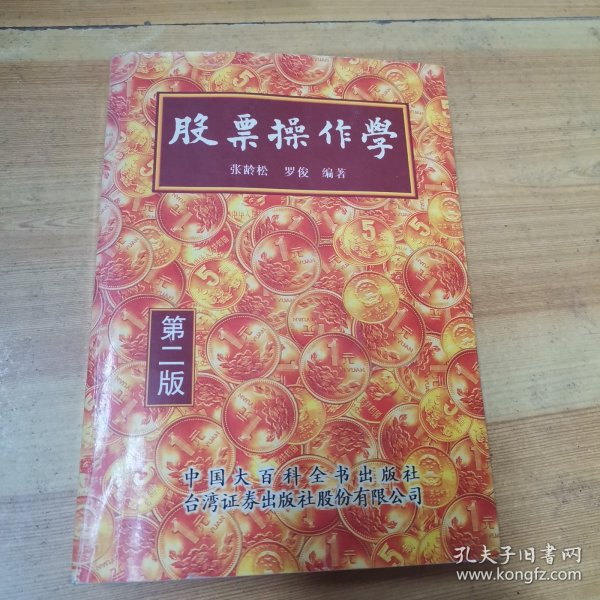 股票操作學
张龄松 罗俊 编著
第二版
中国大百科全书出版社
台湾证券出版社股份有限公司
孔夫子旧书网
www.kongfz.com